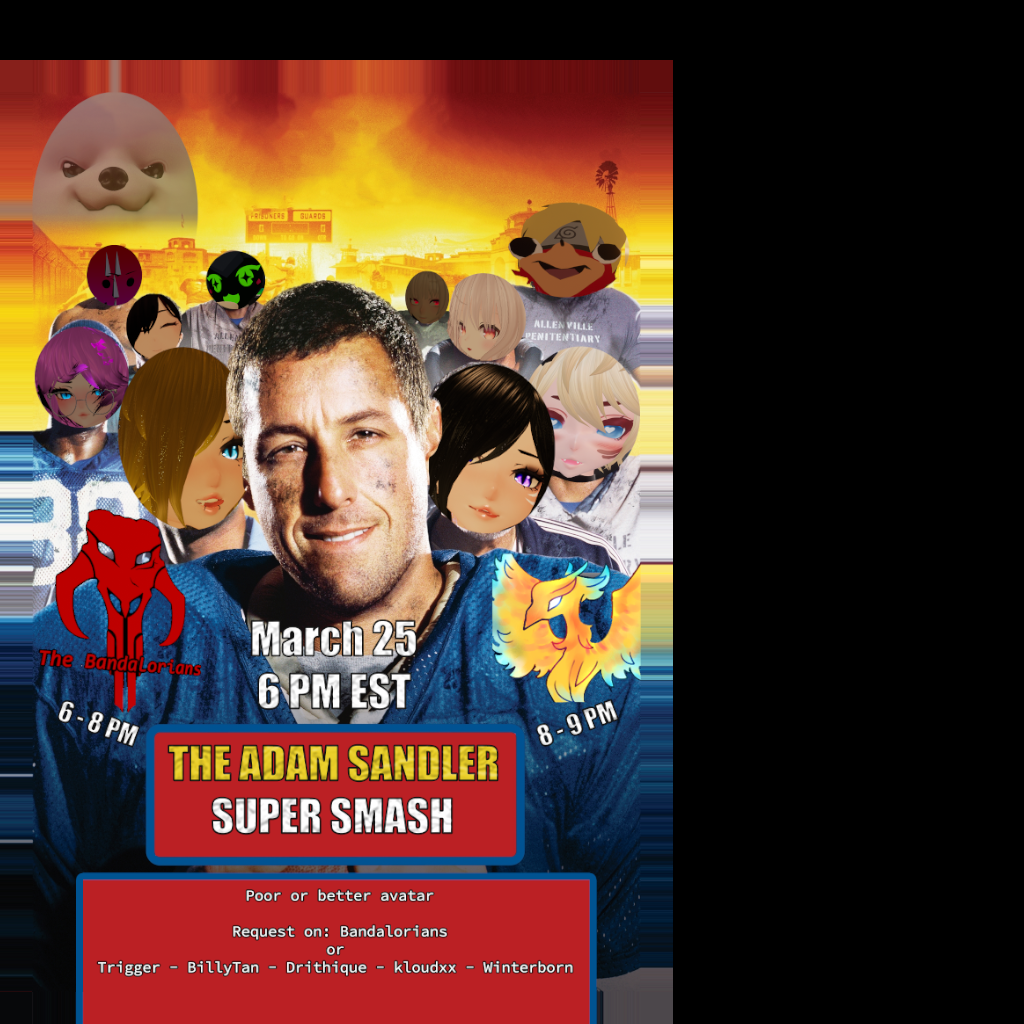 PRISONERS GUARDS
ALLENVILLE
PENITENTIARY
The Bandalorians
March 25
6 PM EST
6 - 8 PM
8 - 9 PM
THE ADAM SANDLER
SUPER SMASH
Poor or better avatar
Request on: Bandalorians
or
Trigger - BillyTan - Drithique - kloudxx - Winterborn